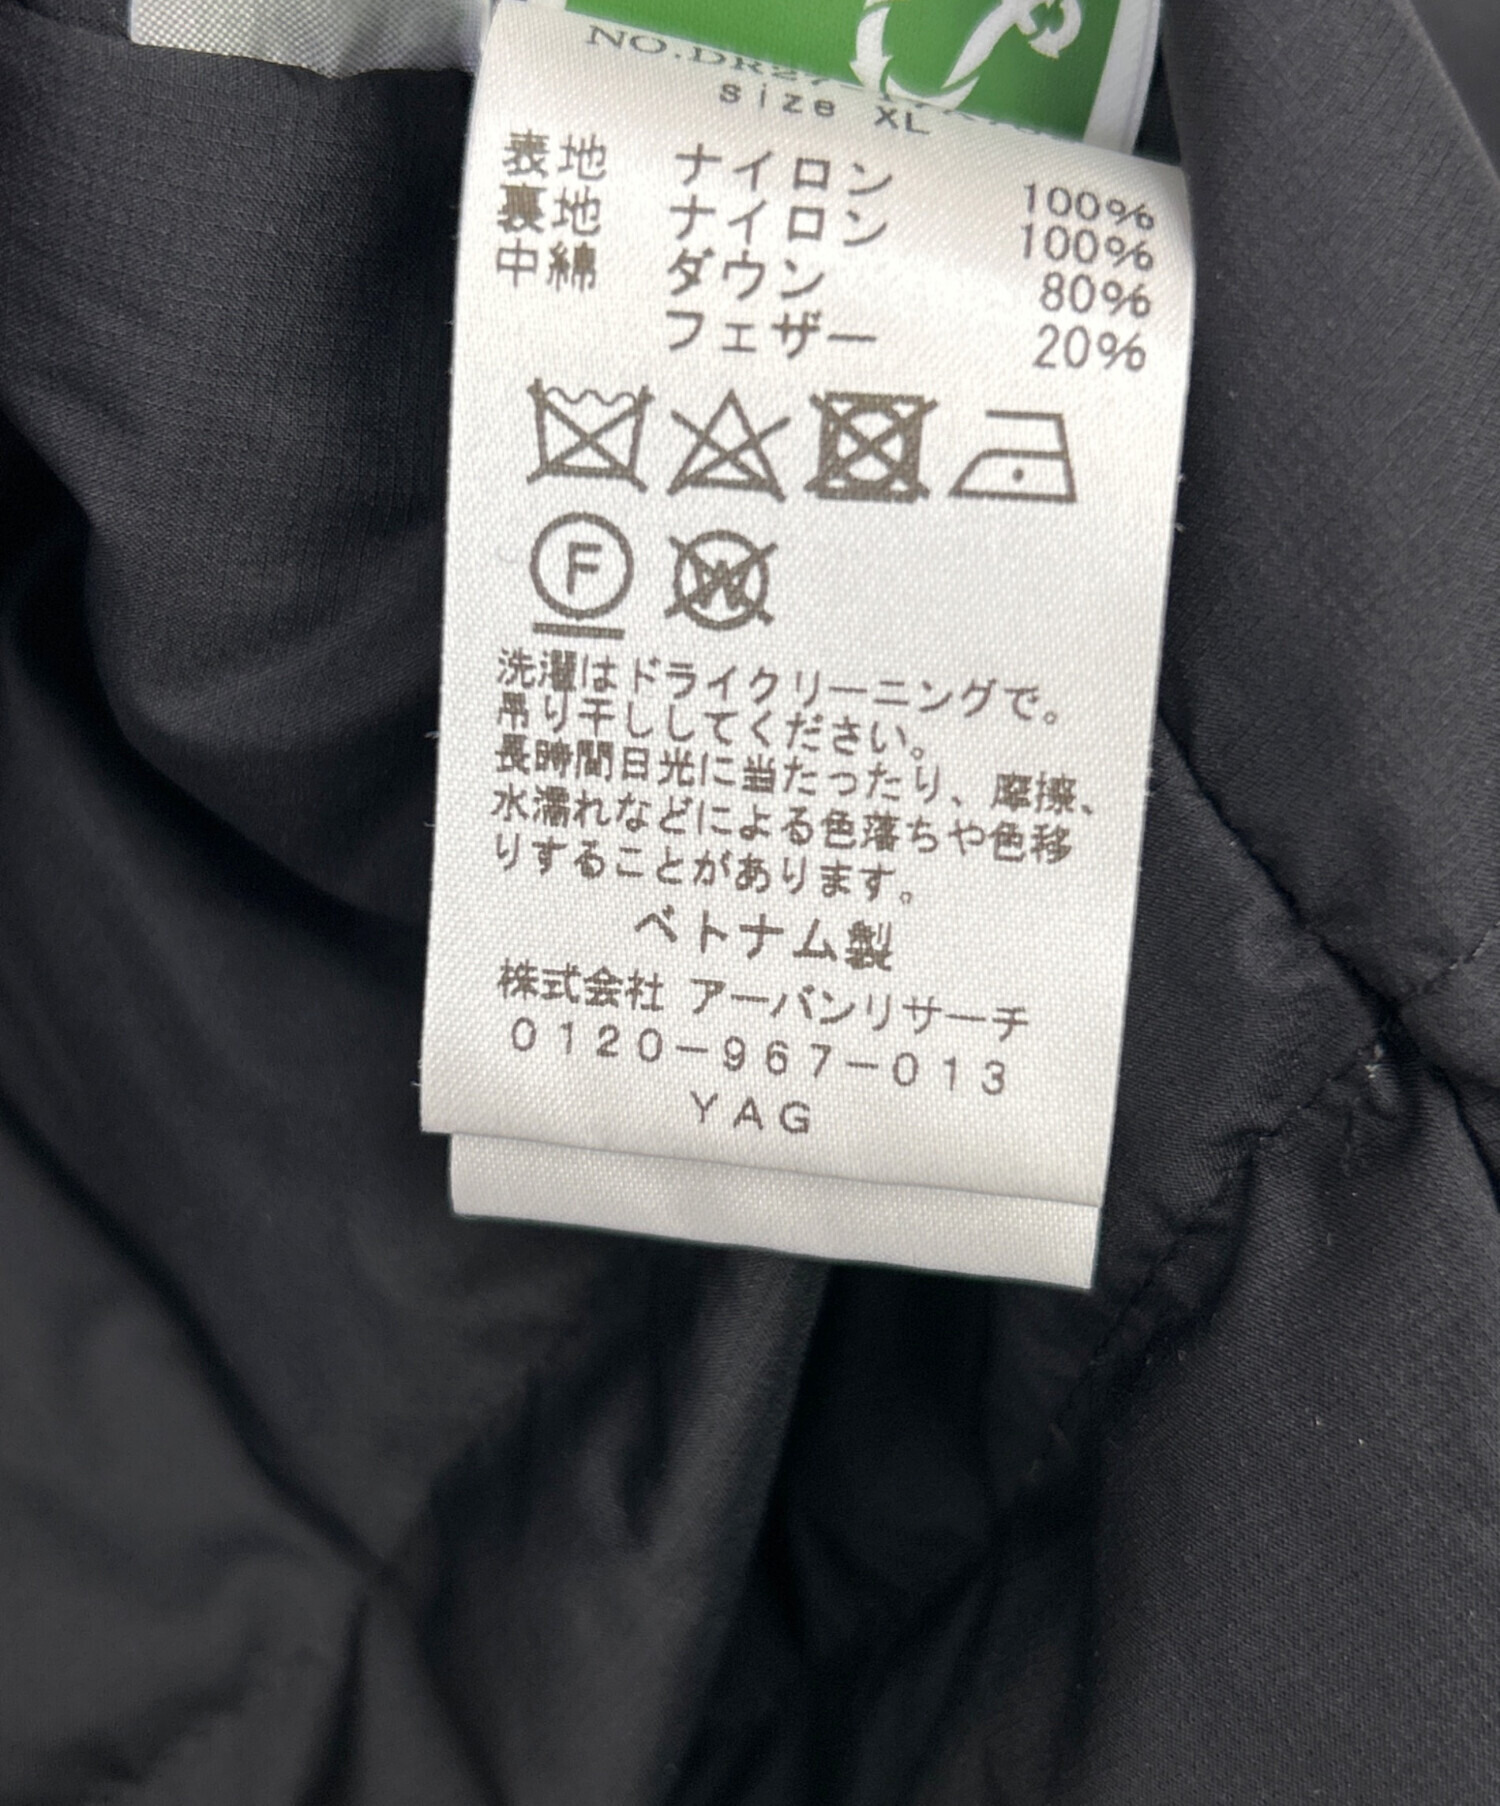 size XL
表地 ナイロン 100%
裏地 ナイロン 100%
中綿 ダウン 80%
フェザー 20%
F
W
洗濯はドライクリーニングで。
吊り干ししてください。
長時間日光に当たったり、摩擦、
水濡れなどによる色落ちや色移
りすることがあります。
ベトナム製
株式会社 アーバンリサーチ
0120-967-013
YAG